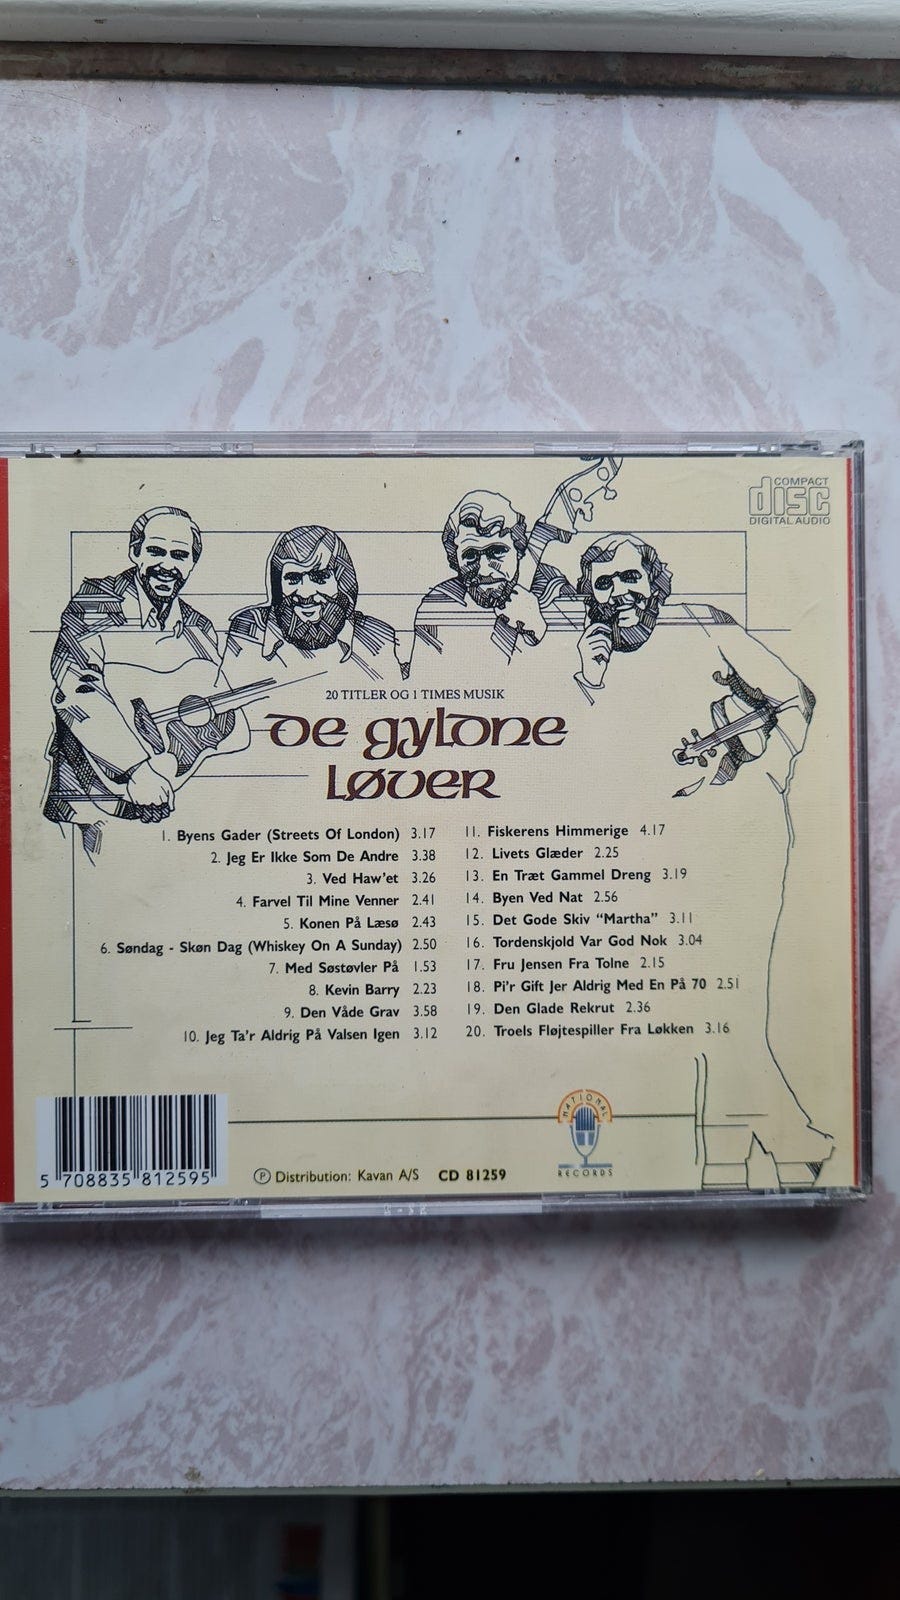 COMPACT
disc
DIGITAL AUDIO
20 TITLER OG 1 TIMES MUSIK
De gyldne
Løver
1. Byens Gader (Streets Of London) 3.17
2. Jeg Er Ikke Som De Andre 3.38
3. Ved Haw'et 3.26
4. Farvel Til Mine Venner 2.41
5. Konen På Læsø 2.43
6. Søndag - Skøn Dag (Whiskey On A Sunday) 2.50
7. Med Søstøvler På 1.53
8. Kevin Barry 2.23
9. Den Våde Grav 3.58
10. Jeg Ta'r Aldrig På Valsen Igen 3.12
11. Fiskerens Himmerige 4.17
12. Livets Glæder 2.25
13. En Træt Gammel Dreng 3.19
14. Byen Ved Nat 2.56
15. Det Gode Skiv "Martha" 3.11
16. Tordenskjold Var God Nok 3.04
17. Fru Jensen Fra Tolne 2.15
18. Pi'r Gift Jer Aldrig Med En På 70 2.51
19. Den Glade Rekrut 2.36
20. Troels Fløjtespiller Fra Løkken 3.16
5 708835 812595
Ⓟ Distribution: Kavan A/S CD 81259
NATIONAL
RECORDS